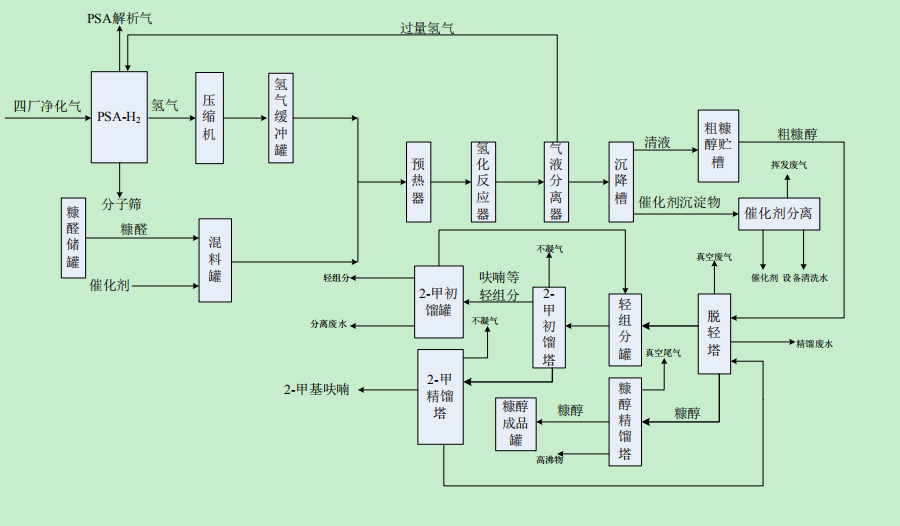 PSA解析气
过量氢气
四厂净化气
PSA-H₂
氢气
压缩机
氢气缓冲罐
分子筛
糠醛储罐
糠醛
催化剂
混料罐
预热器
氢化反应器
气液分离器
沉降槽
清液
粗糠
醇贮
槽
粗糠醇
挥发废气
催化剂沉淀物
催化剂分离
催化剂
设备清洗水
不凝气
真空废气
轻组分
2-甲初
馏罐
呋喃等
轻组分
2-
甲初馏塔
轻组分罐
脱轻塔
分离废水
不凝气
精馏废水
真空尾气
2-甲基呋喃
2-甲
精馏
塔
糠醇
成品
罐
糠醇
糠醇精馏塔
糠醇
高沸物